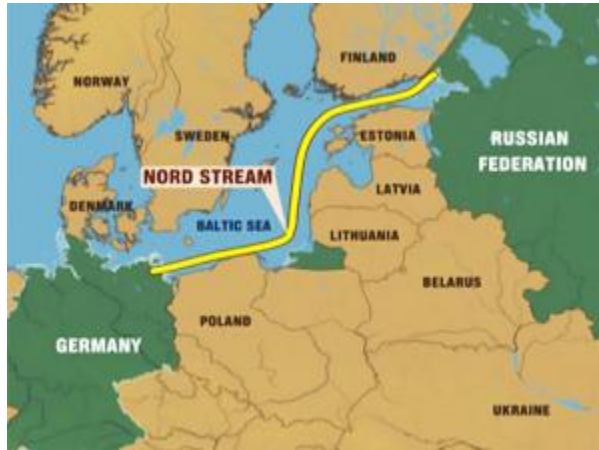 FINLAND
NORWAY
SWEDEN
ESTONIA
RUSSIAN
FEDERATION
NORD STREAM
LATVIA
DENMARK
BALTIC SEA
LITHUANIA
BELARUS
POLAND
GERMANY
UKRAINE